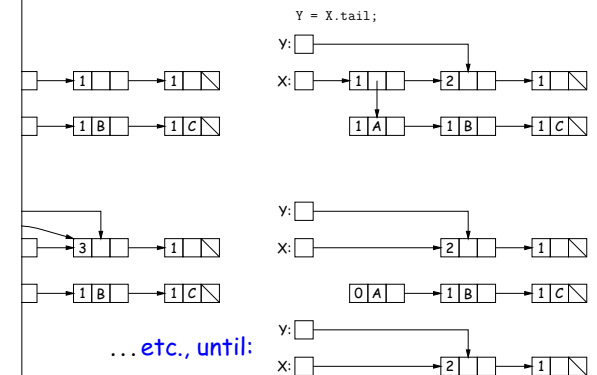 Y = X.tail;
Y:
1 1
X: 1 2 1
1 B 1 C
1 A 1 B 1 C
Y:
3 1
X: 2 1
1 B 1 C
0 A 1 B 1 C
Y:
...etc., until:
X: 2 1